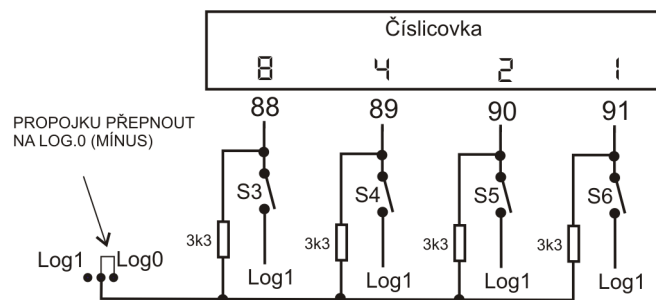 Číslicovka
8 4 2 1
88 89 90 91
PROPOJKU PŘEPNOUT
NA LOG.0 (MÍNUS)
S3 S4 S5 S6
3k3 3k3 3k3 3k3
Log1 Log0
Log1 Log1 Log1 Log1